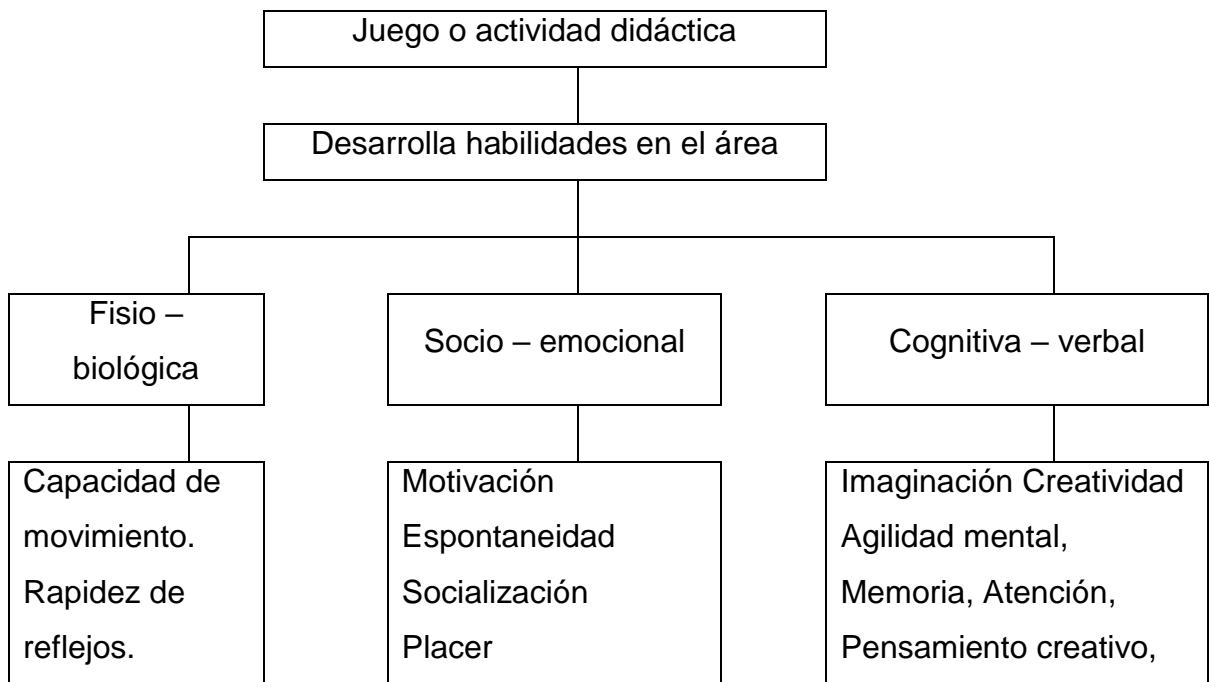 Juego o actividad didáctica
Desarrolla habilidades en el área
Fisio –
biológica
Socio – emocional
Cognitiva – verbal
Capacidad de
movimiento.
Rapidez de
reflejos.
Motivación
Espontaneidad
Socialización
Placer
Imaginación Creatividad
Agilidad mental,
Memoria, Atención,
Pensamiento creativo,